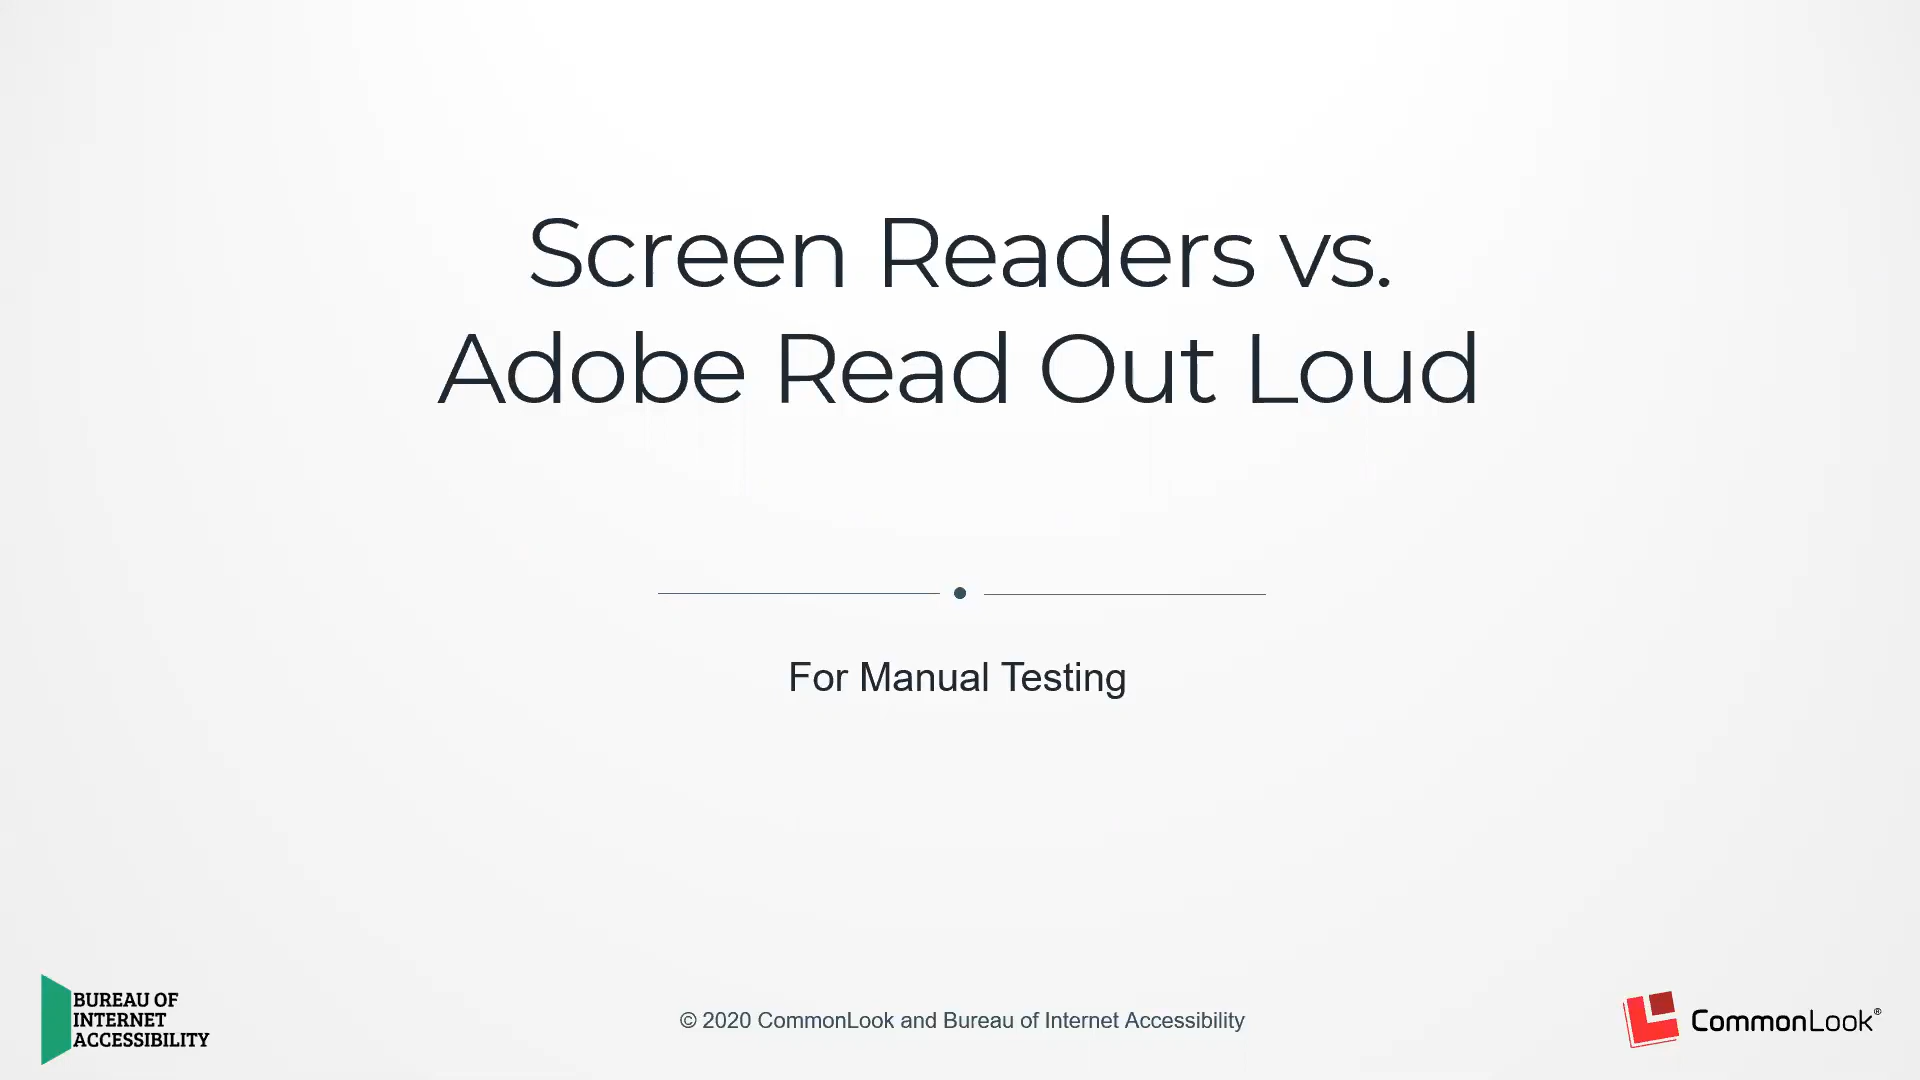 Screen Readers vs.
Adobe Read Out Loud
For Manual Testing
BUREAU OF
INTERNET
ACCESSIBILITY
© 2020 CommonLook and Bureau of Internet Accessibility
CommonLook®